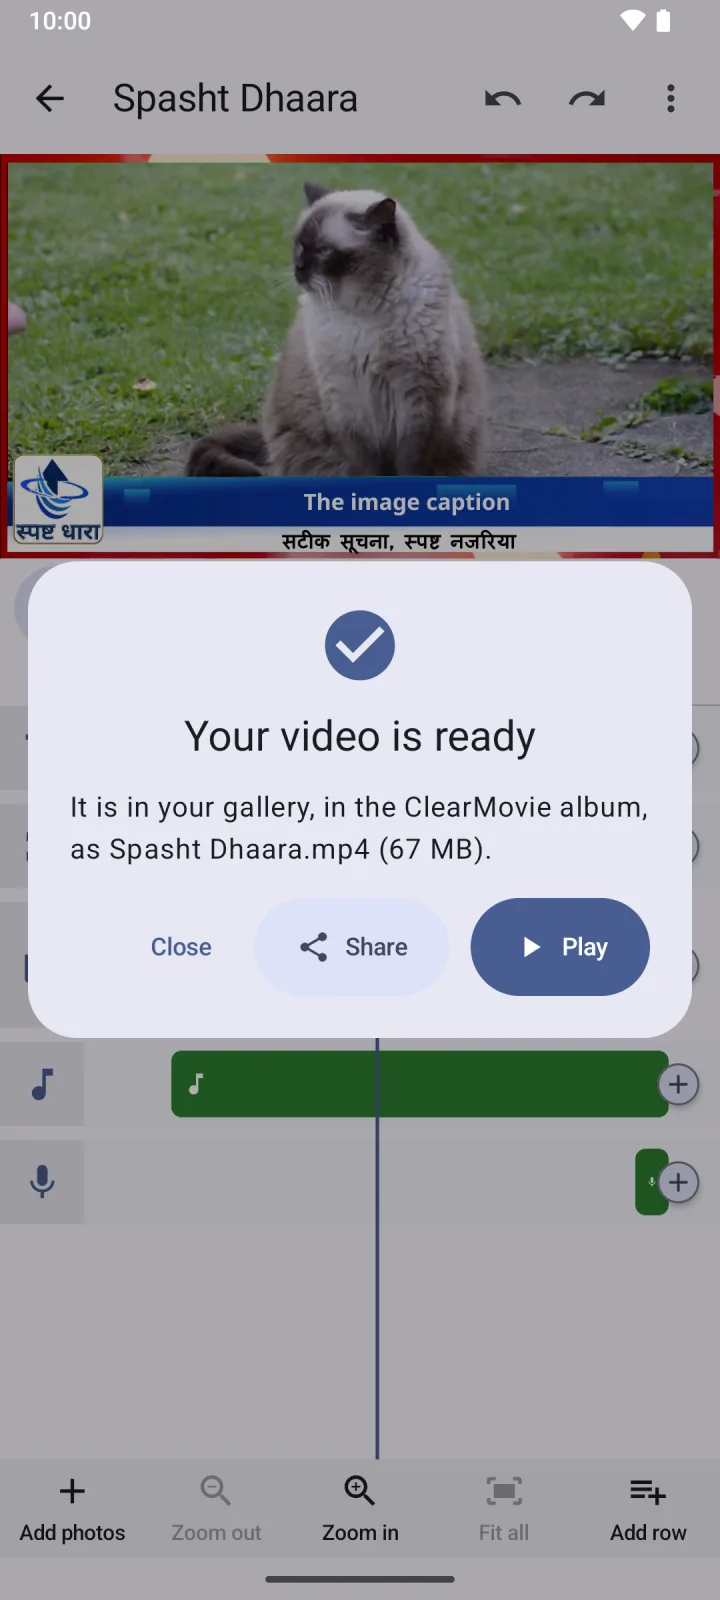 10:00
Spasht Dhaara
The image caption
स्पष्ट धारा
सटीक सूचना, स्पष्ट नजरिया
Your video is ready
It is in your gallery, in the ClearMovie album,
as Spasht Dhaara.mp4 (67 MB).
Close
Share
Play
Add photos
Zoom out
Zoom in
Fit all
Add row